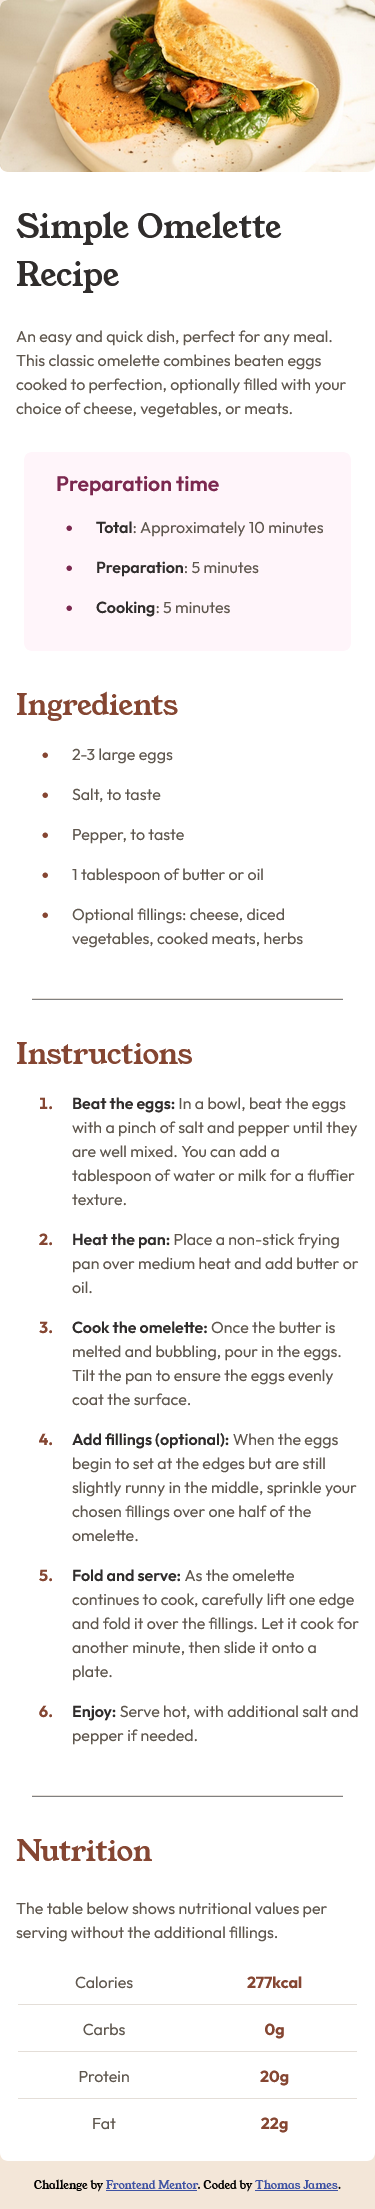 Simple Omelette
Recipe
An easy and quick dish, perfect for any meal.
This classic omelette combines beaten eggs
cooked to perfection, optionally filled with your
choice of cheese, vegetables, or meats.
Preparation time
• Total: Approximately 10 minutes
• Preparation: 5 minutes
• Cooking: 5 minutes
Ingredients
• 2-3 large eggs
• Salt, to taste
• Pepper, to taste
• 1 tablespoon of butter or oil
• Optional fillings: cheese, diced
vegetables, cooked meats, herbs
Instructions
1. Beat the eggs: In a bowl, beat the eggs
with a pinch of salt and pepper until they
are well mixed. You can add a
tablespoon of water or milk for a fluffier
texture.
2. Heat the pan: Place a non-stick frying
pan over medium heat and add butter or
oil.
3. Cook the omelette: Once the butter is
melted and bubbling, pour in the eggs.
Tilt the pan to ensure the eggs evenly
coat the surface.
4. Add fillings (optional): When the eggs
begin to set at the edges but are still
slightly runny in the middle, sprinkle your
chosen fillings over one half of the
omelette.
5. Fold and serve: As the omelette
continues to cook, carefully lift one edge
and fold it over the fillings. Let it cook for
another minute, then slide it onto a
plate.
6. Enjoy: Serve hot, with additional salt and
pepper if needed.
Nutrition
The table below shows nutritional values per
serving without the additional fillings.
Calories 277kcal
Carbs 0g
Protein 20g
Fat 22g
Challenge by Frontend Mentor. Coded by Thomas James.